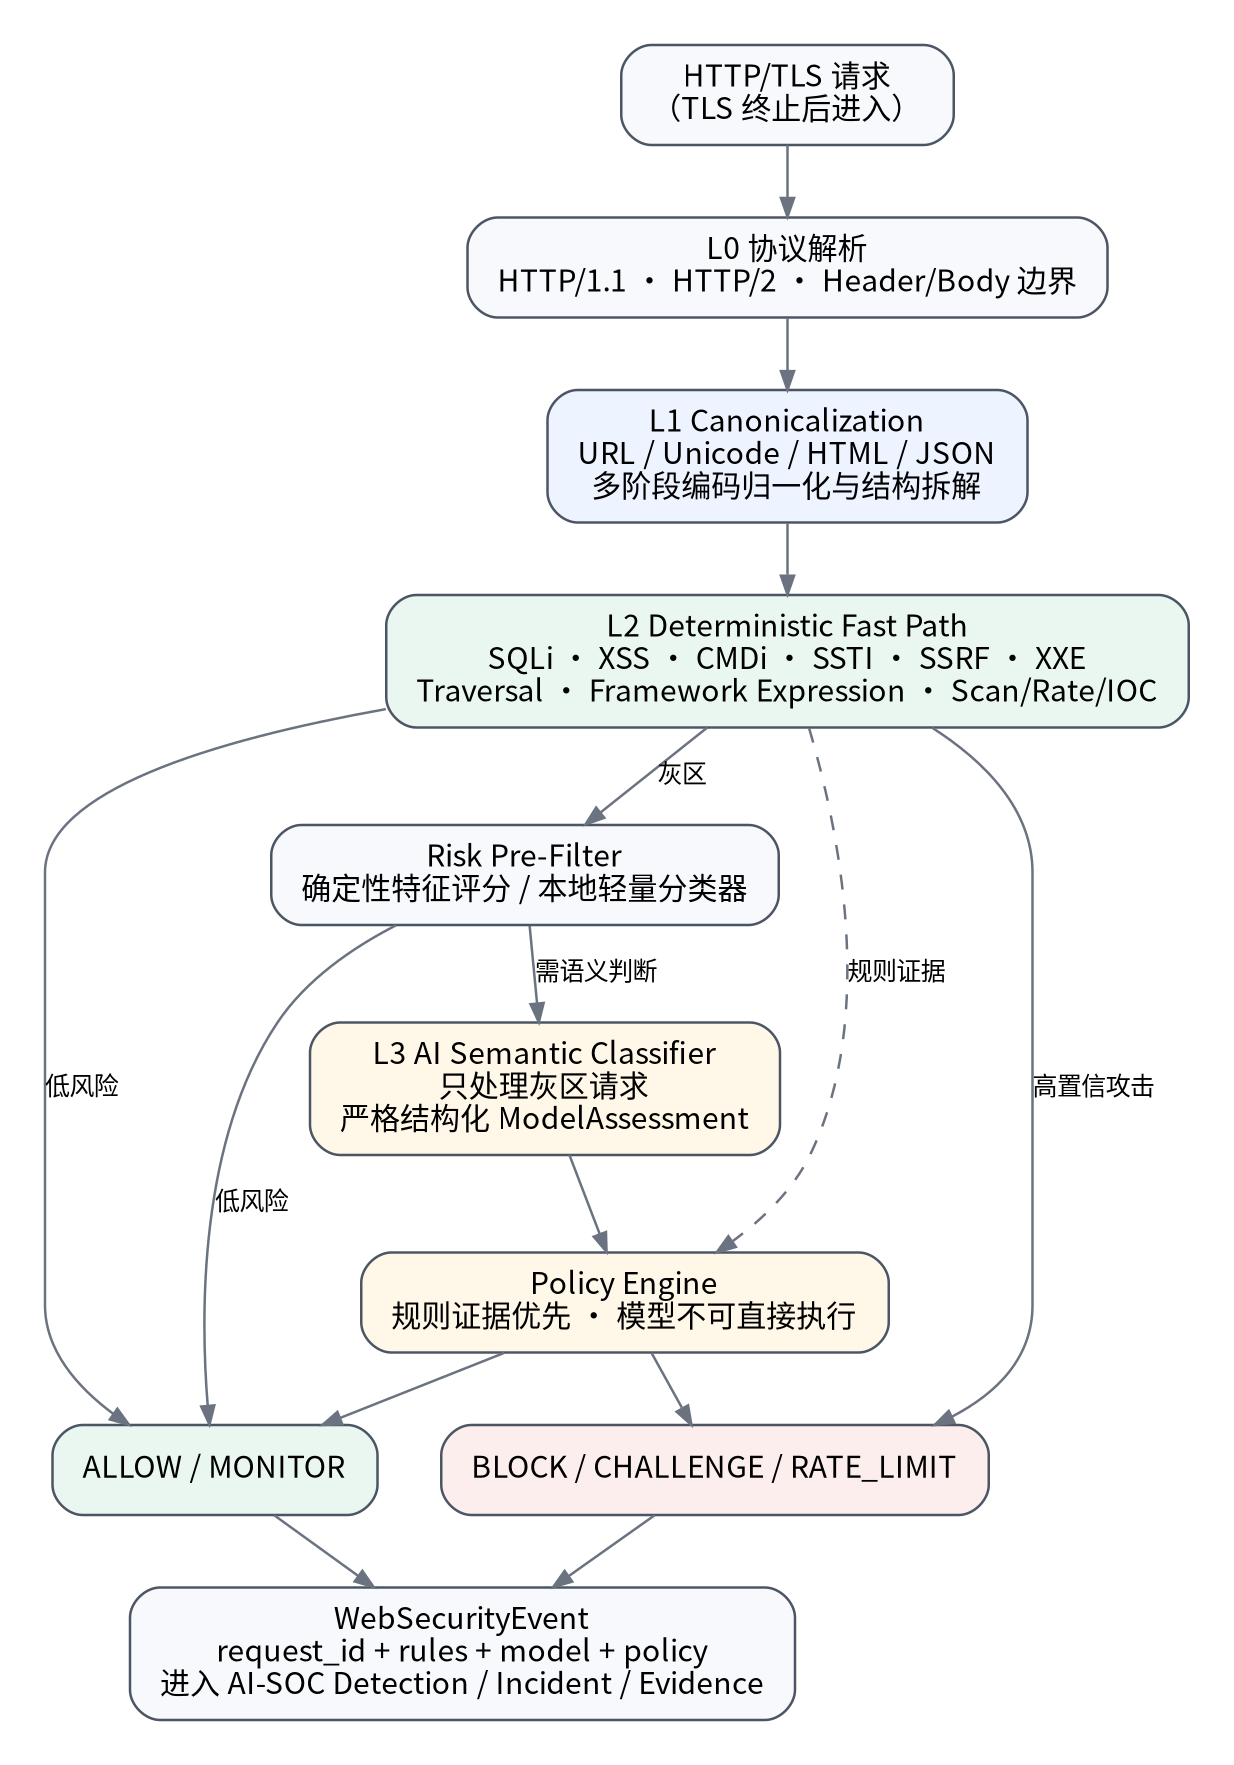 HTTP/TLS 请求
（TLS 终止后进入）
L0 协议解析
HTTP/1.1 · HTTP/2 · Header/Body 边界
L1 Canonicalization
URL / Unicode / HTML / JSON
多阶段编码归一化与结构拆解
L2 Deterministic Fast Path
SQLi · XSS · CMDi · SSTI · SSRF · XXE
Traversal · Framework Expression · Scan/Rate/IOC
灰区
Risk Pre-Filter
确定性特征评分 / 本地轻量分类器
需语义判断
规则证据
L3 AI Semantic Classifier
只处理灰区请求
严格结构化 ModelAssessment
低风险
高置信攻击
低风险
Policy Engine
规则证据优先 · 模型不可直接执行
ALLOW / MONITOR
BLOCK / CHALLENGE / RATE_LIMIT
WebSecurityEvent
request_id + rules + model + policy
进入 AI-SOC Detection / Incident / Evidence